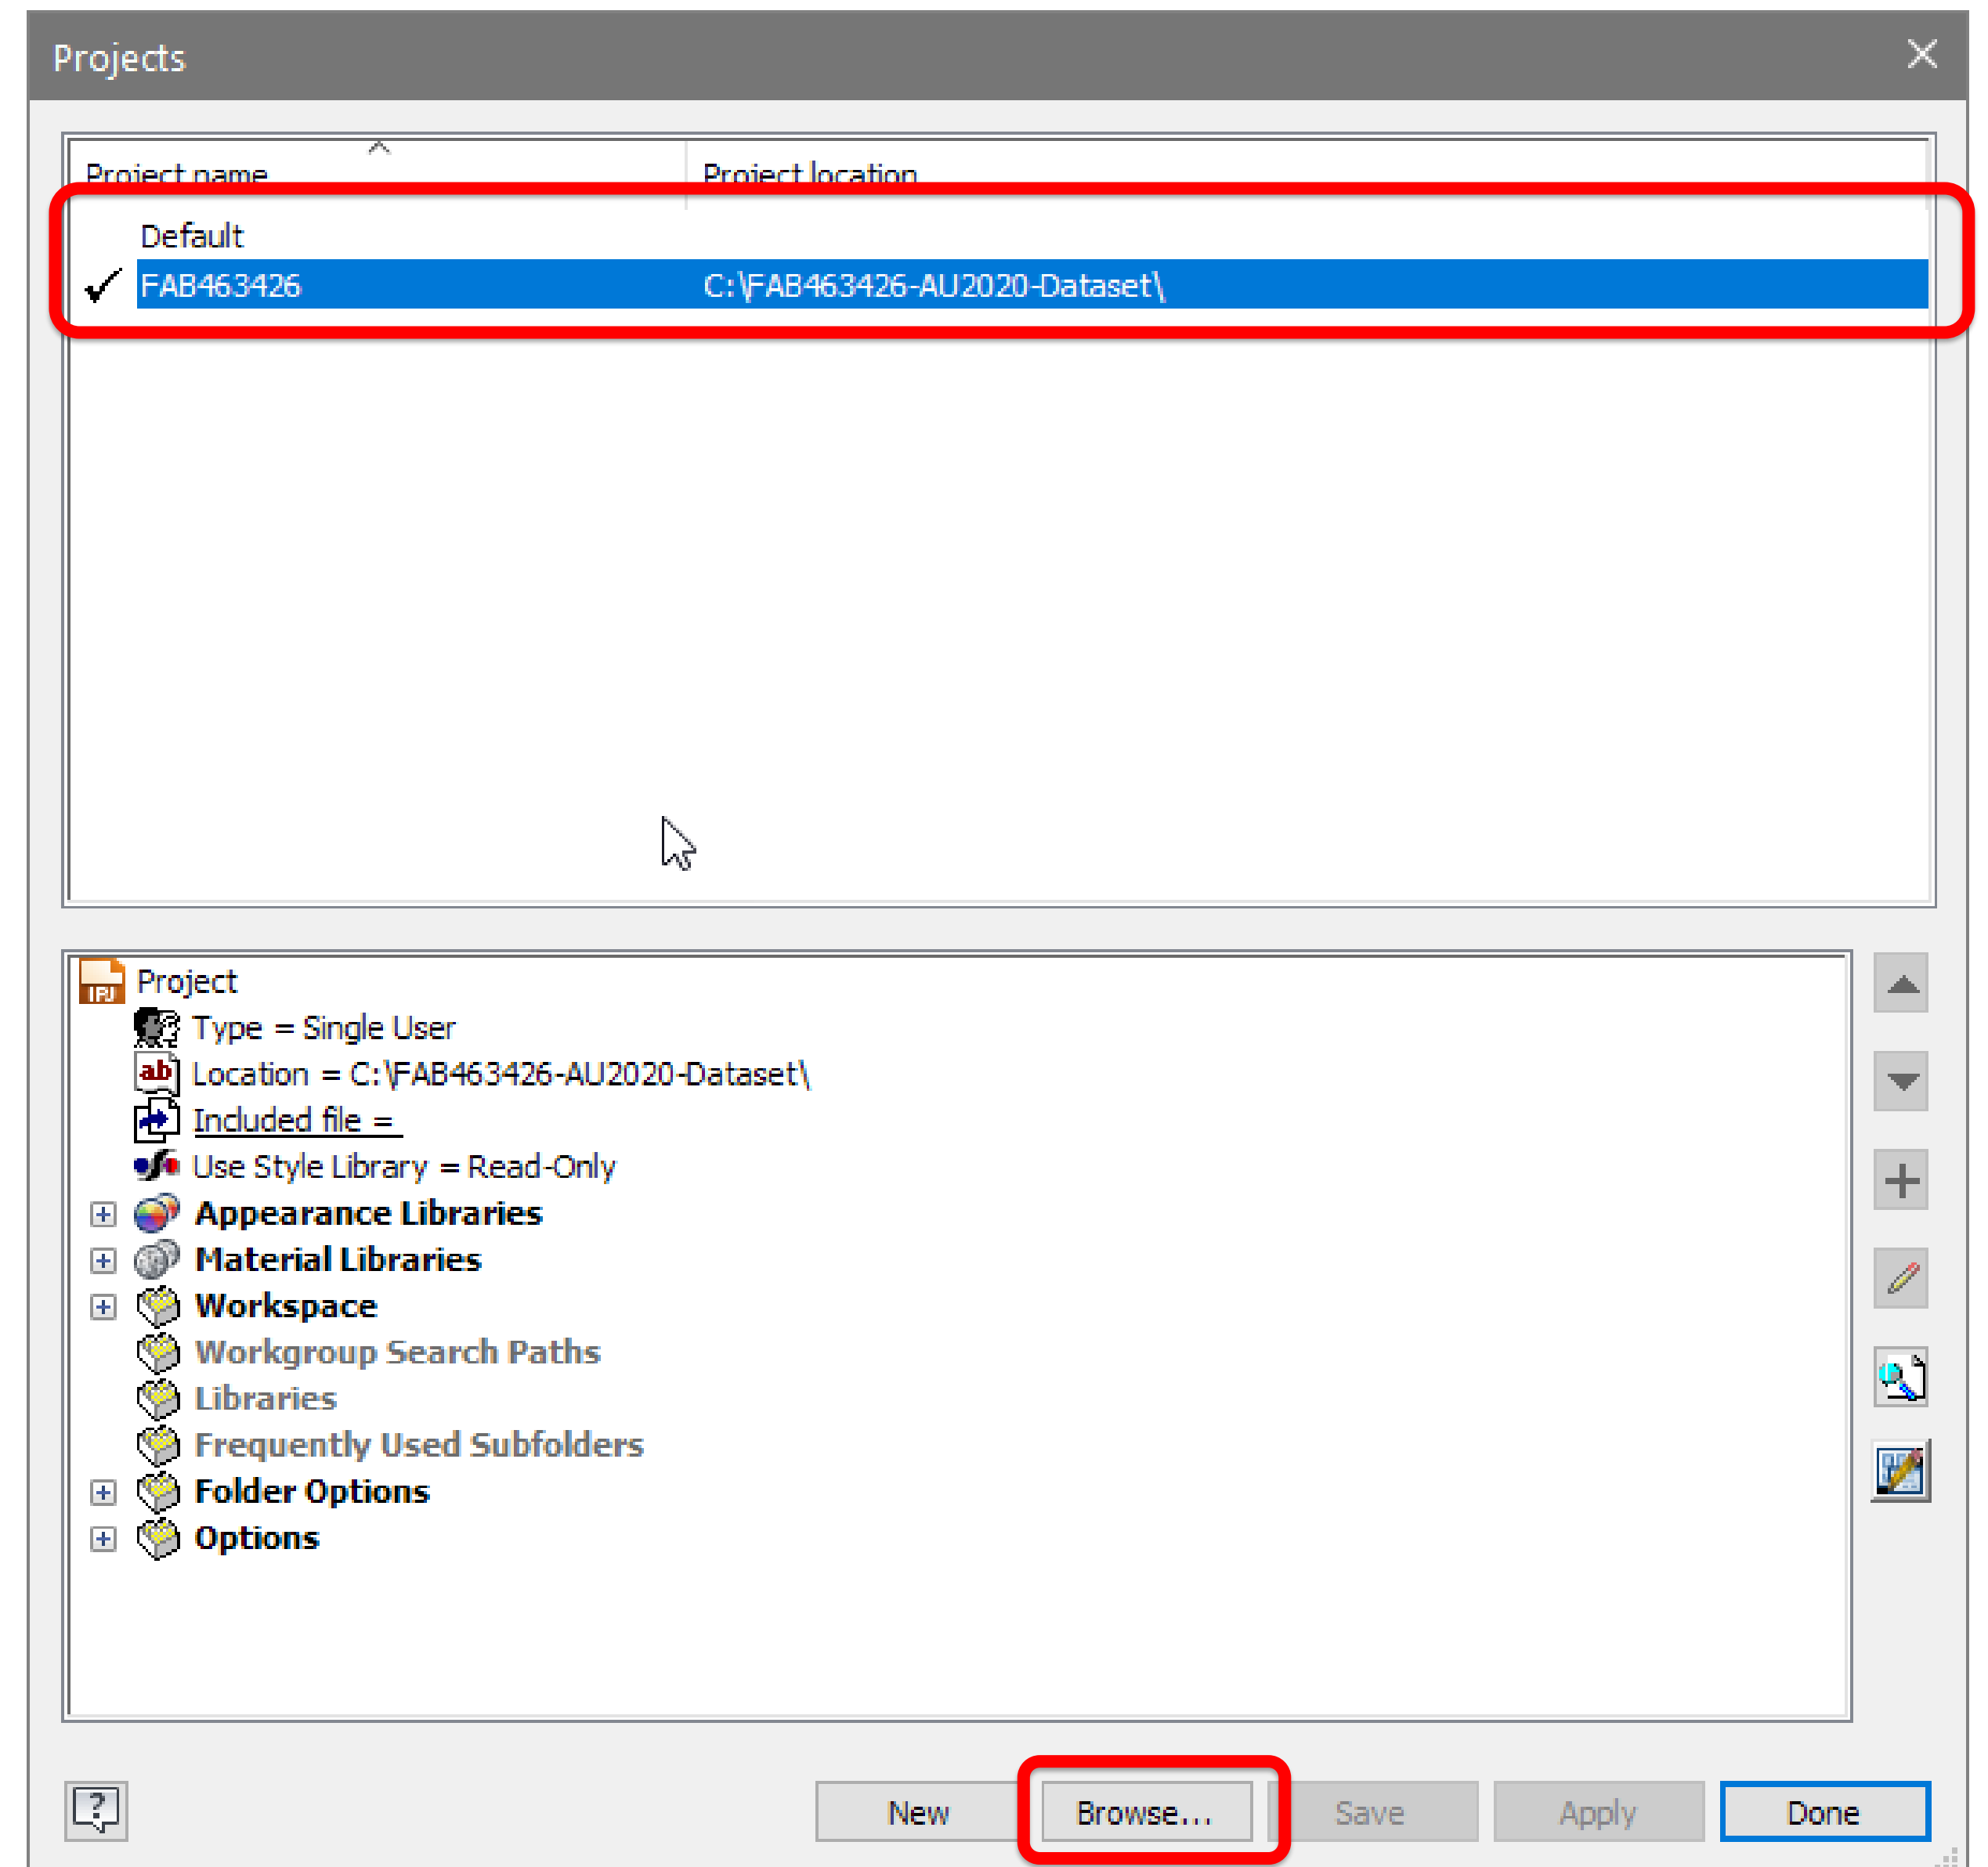 Projects
Project name Project location
Default
FAB463426 C:\FAB463426-AU2020-Dataset\
IPJ Project
Type = Single User
ab Location = C:\FAB463426-AU2020-Dataset\
Included file =
Use Style Library = Read-Only
Appearance Libraries
Material Libraries
Workspace
Workgroup Search Paths
Libraries
Frequently Used Subfolders
Folder Options
Options
? New Browse... Save Apply Done